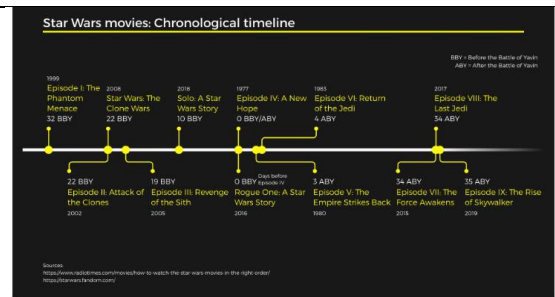 Star Wars movies: Chronological timeline
BBY = Before the Battle of Yavin
ABY = After the Battle of Yavin
1999
Episode I: The
Phantom
Menace
32 BBY
2008
Star Wars: The
Clone Wars
22 BBY
2018
Solo: A Star
Wars Story
10 BBY
1977
Episode IV: A New
Hope
0 BBY/ABY
1983
Episode VI: Return
of the Jedi
4 ABY
2017
Episode VIII: The
Last Jedi
34 ABY
22 BBY
Episode II: Attack of
the Clones
2002
19 BBY
Episode III: Revenge
of the Sith
2005
0 BBY Days before
Episode IV
Rogue One: A Star
Wars Story
2016
3 ABY
Episode V: The
Empire Strikes Back
1980
34 ABY
Episode VII: The
Force Awakens
2015
35 ABY
Episode IX: The Rise
of Skywalker
2019
Sources:
https://www.radiotimes.com/movies/how-to-watch-the-star-wars-movies-in-the-right-order/
https://starwars.fandom.com/